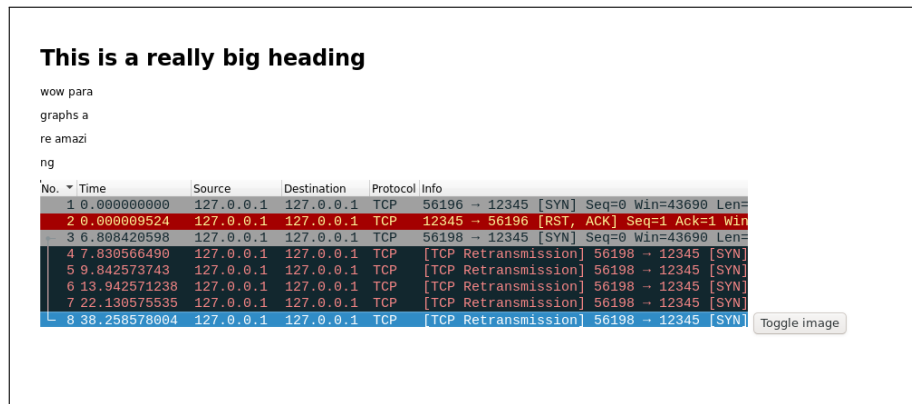 This is a really big heading
wow para
graphs a
re amazi
ng
No. Time Source Destination Protocol Info
1 0.000000000 127.0.0.1 127.0.0.1 TCP 56196 → 12345 [SYN] Seq=0 Win=43690 Len=
2 0.000009524 127.0.0.1 127.0.0.1 TCP 12345 → 56196 [RST, ACK] Seq=1 Ack=1 Win
3 6.808420598 127.0.0.1 127.0.0.1 TCP 56198 → 12345 [SYN] Seq=0 Win=43690 Len=
4 7.830566490 127.0.0.1 127.0.0.1 TCP [TCP Retransmission] 56198 → 12345 [SYN]
5 9.842573743 127.0.0.1 127.0.0.1 TCP [TCP Retransmission] 56198 → 12345 [SYN]
6 13.942571238 127.0.0.1 127.0.0.1 TCP [TCP Retransmission] 56198 → 12345 [SYN]
7 22.130575535 127.0.0.1 127.0.0.1 TCP [TCP Retransmission] 56198 → 12345 [SYN]
8 38.258578004 127.0.0.1 127.0.0.1 TCP [TCP Retransmission] 56198 → 12345 [SYN]
Toggle image